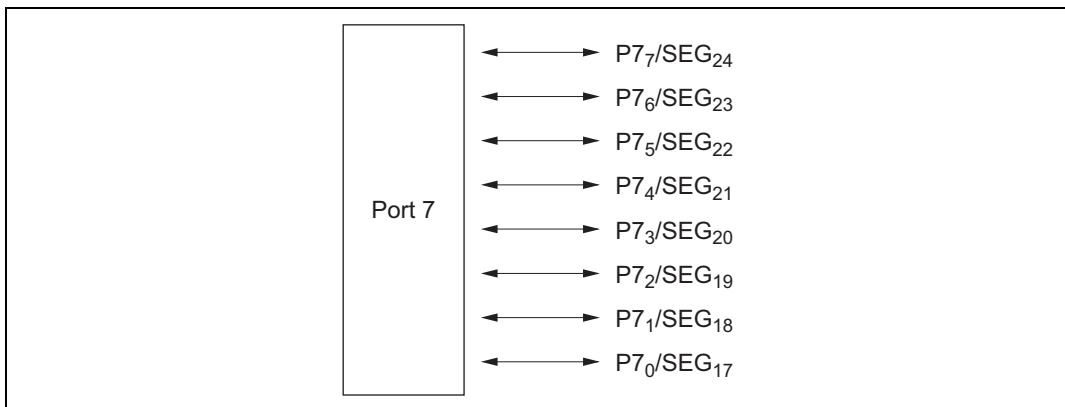 P7₇/SEG₂₄
P7₆/SEG₂₃
P7₅/SEG₂₂
P7₄/SEG₂₁
Port 7
P7₃/SEG₂₀
P7₂/SEG₁₉
P7₁/SEG₁₈
P7₀/SEG₁₇